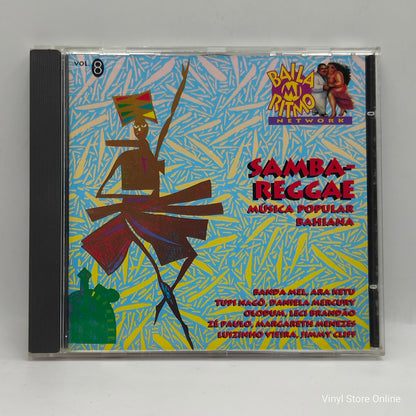 VOL. 8
BAILA
MI
RITMO
NETWORK
SAMBA-
REGGAE
MÚSICA POPULAR
BAHIANA
BANDA MEL, ARA KETU
TUPI NAGÔ, DANIELA MERCURY
OLODUM, LECI BRANDÃO
ZÉ PAULO, MARGARETH MENEZES
LUIZINHO VIEIRA, JIMMY CLIFF
Vinyl Store Online